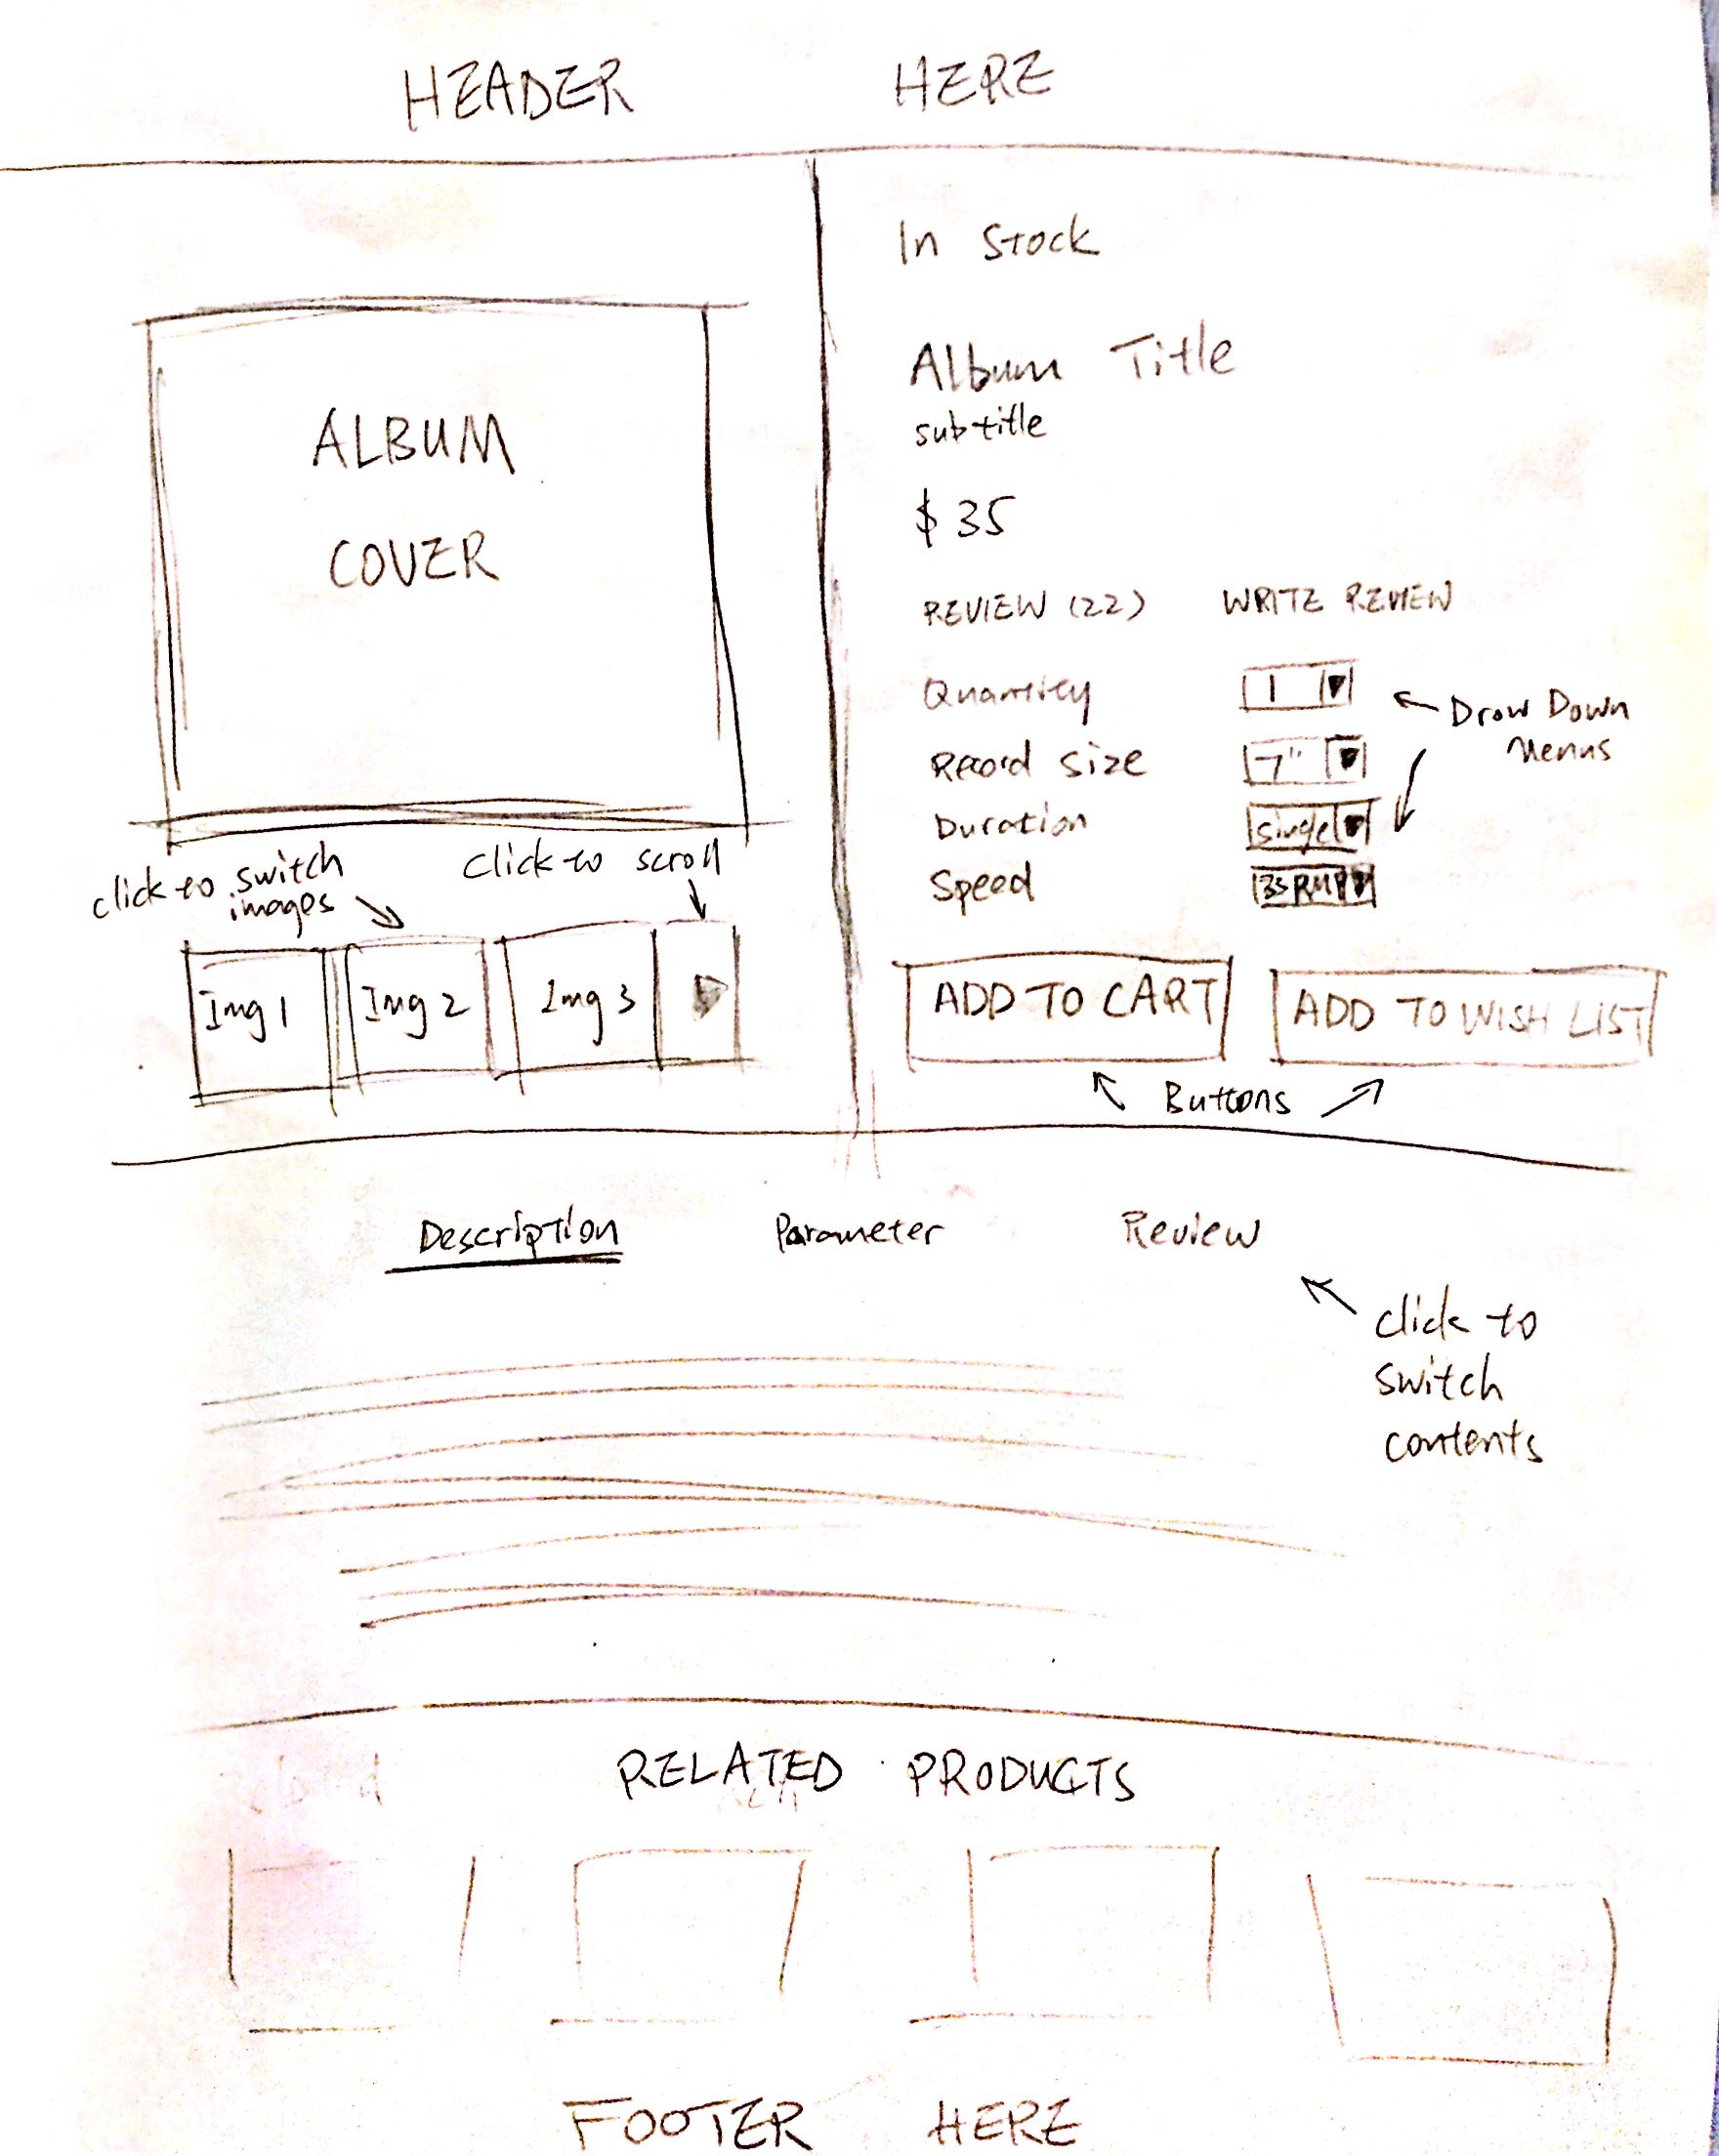 HEADER HERE
ALBUM
COVER
click to switch
images
click to scroll
Img 1
Img 2
Img 3
In Stock
Album Title
subtitle
$ 35
REVIEW (22) WRITE REVIEW
Quantity 1
Record Size 7"
Duration Single
Speed
Drow Down
Menus
ADD TO CART
ADD TO WISH LIST
Buttons
Description Parameter Review
click to
switch
contents
RELATED PRODUCTS
FOOTER HERE